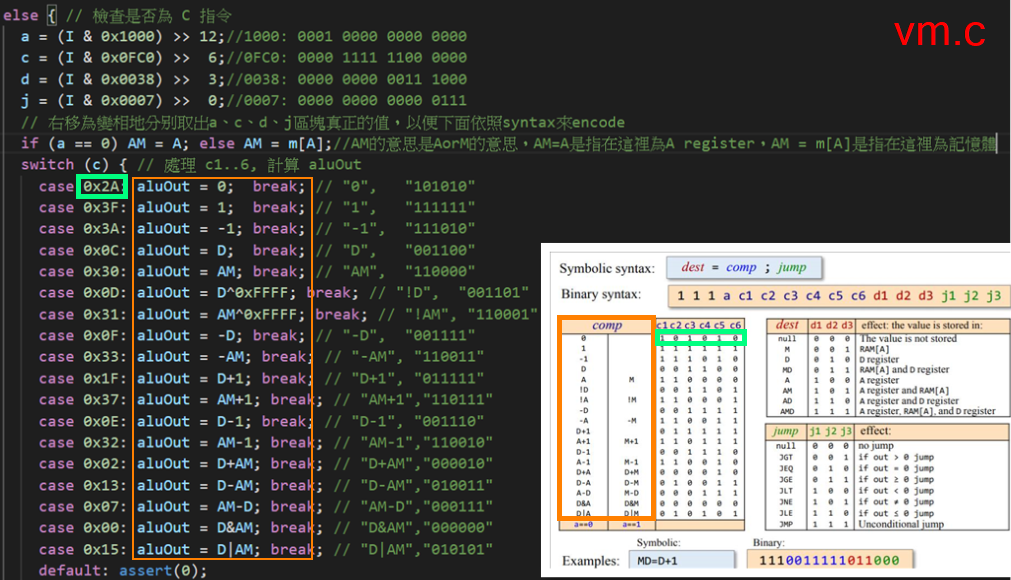 else { // 檢查是否為 C 指令
vm.c
a = (I & 0x1000) >> 12;//1000: 0001 0000 0000 0000
c = (I & 0x0FC0) >>  6;//0FC0: 0000 1111 1100 0000
d = (I & 0x0038) >>  3;//0038: 0000 0000 0011 1000
j = (I & 0x0007) >>  0;//0007: 0000 0000 0000 0111
// 右移為變相地分別取出a、c、d、j區塊真正的值，以便下面依照syntax來encode
if (a == 0) AM = A; else AM = m[A];//AM的意思是AorM的意思，AM=A是指在這裡為A register，AM = m[A]是指在這裡為記憶體
switch (c) { // 處理 c1..6, 計算 aluOut
case 0x2A: aluOut = 0;  break; // "0",   "101010"
case 0x3F: aluOut = 1;  break; // "1",   "111111"
case 0x3A: aluOut = -1; break; // "-1",  "111010"
case 0x0C: aluOut = D;  break; // "D",   "001100"
case 0x30: aluOut = AM; break; // "AM",  "110000"
case 0x0D: aluOut = D^0xFFFF; break; // "!D",  "001101"
case 0x31: aluOut = AM^0xFFFF; break; // "!AM", "110001"
case 0x0F: aluOut = -D; break; // "-D",  "001111"
case 0x33: aluOut = -AM; break; // "-AM", "110011"
case 0x1F: aluOut = D+1; break; // "D+1", "011111"
case 0x37: aluOut = AM+1; break; // "AM+1","110111"
case 0x0E: aluOut = D-1; break; // "D-1", "001110"
case 0x32: aluOut = AM-1; break; // "AM-1","110010"
case 0x02: aluOut = D+AM; break; // "D+AM","000010"
case 0x13: aluOut = D-AM; break; // "D-AM","010011"
case 0x07: aluOut = AM-D; break; // "AM-D","000111"
case 0x00: aluOut = D&AM; break; // "D&AM","000000"
case 0x15: aluOut = D|AM; break; // "D|AM","010101"
default: assert(0);
Symbolic syntax: dest = comp ; jump
Binary syntax: 1 1 1 a c1 c2 c3 c4 c5 c6 d1 d2 d3 j1 j2 j3
comp c1 c2 c3 c4 c5 c6
0 1 0 1 0 1 0
1 1 1 1 1 1 1
-1 1 1 1 0 1 0
D 0 0 1 1 0 0
A M 1 1 0 0 0 0
!D 0 0 1 1 0 1
!A !M 1 1 0 0 0 1
-D 0 0 1 1 1 1
-A -M 1 1 0 0 1 1
D+1 0 1 1 1 1 1
A+1 M+1 1 1 0 1 1 1
D-1 0 0 1 1 1 0
A-1 M-1 1 1 0 0 1 0
D+A D+M 0 0 0 0 1 0
D-A D-M 0 1 0 0 1 1
A-D M-D 0 0 0 1 1 1
D&A D&M 0 0 0 0 0 0
D|A D|M 0 1 0 1 0 1
a==0 a==1
dest d1 d2 d3 effect: the value is stored in:
null 0 0 0 The value is not stored
M 0 0 1 RAM[A]
D 0 1 0 D register
MD 0 1 1 RAM[A] and D register
A 1 0 0 A register
AM 1 0 1 A register and RAM[A]
AD 1 1 0 A register and D register
AMD 1 1 1 A register, RAM[A], and D register
jump j1 j2 j3 effect:
null 0 0 0 no jump
JGT 0 0 1 if out > 0 jump
JEQ 0 1 0 if out = 0 jump
JGE 0 1 1 if out ≥ 0 jump
JLT 1 0 0 if out < 0 jump
JNE 1 0 1 if out ≠ 0 jump
JLE 1 1 0 if out ≤ 0 jump
JMP 1 1 1 Unconditional jump
Symbolic: Binary:
Examples: MD=D+1 1110011111011000